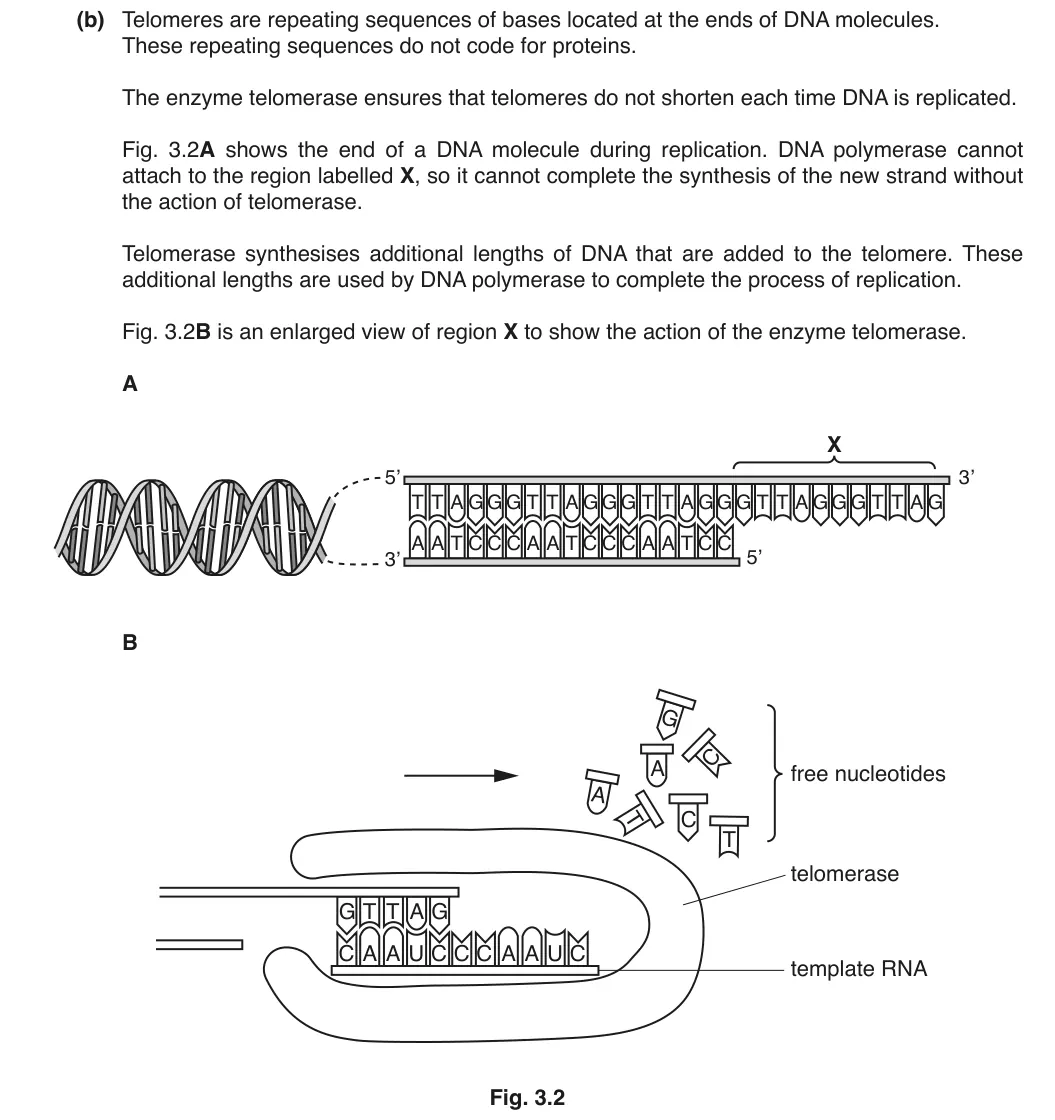 (b) Telomeres are repeating sequences of bases located at the ends of DNA molecules.
These repeating sequences do not code for proteins.
The enzyme telomerase ensures that telomeres do not shorten each time DNA is replicated.
Fig. 3.2A shows the end of a DNA molecule during replication. DNA polymerase cannot
attach to the region labelled X, so it cannot complete the synthesis of the new strand without
the action of telomerase.
Telomerase synthesises additional lengths of DNA that are added to the telomere. These
additional lengths are used by DNA polymerase to complete the process of replication.
Fig. 3.2B is an enlarged view of region X to show the action of the enzyme telomerase.
A
X
5’ 3’
T T A G G G T T A G G G T T A G G G T T A G G G T T A G
A A T C C C A A T C C C A A T C C
3’ 5’
B
G
C
A
A
T
C
T
free nucleotides
telomerase
G T T A G
C A A U C C C A A U C
template RNA
Fig. 3.2